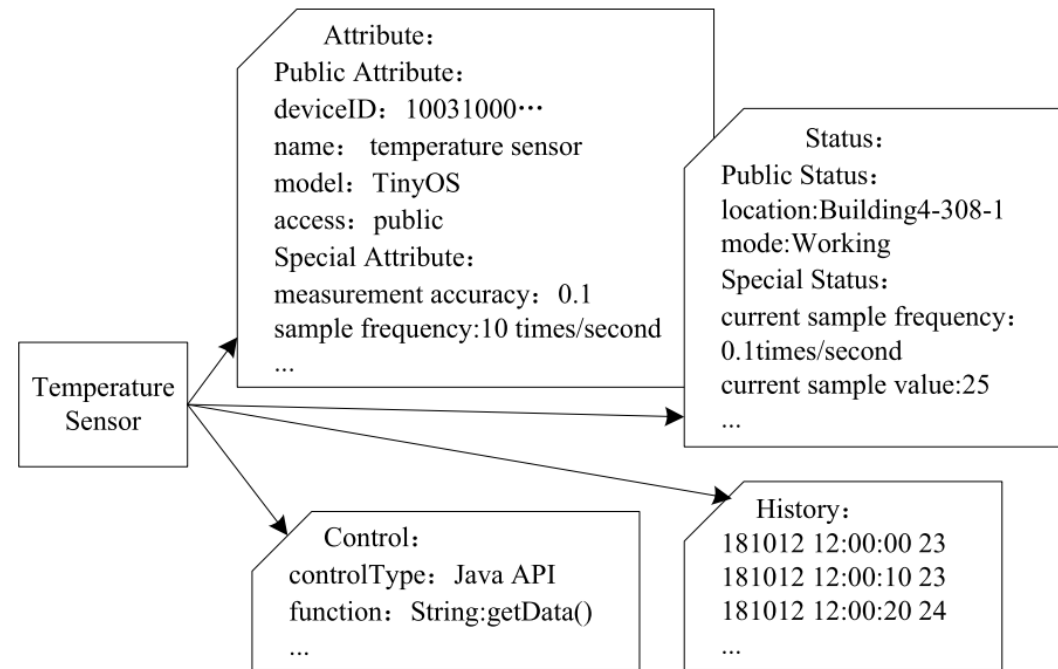 Attribute：
Public Attribute：
deviceID：10031000⋯
name： temperature sensor
model：TinyOS
access：public
Special Attribute：
measurement accuracy：0.1
sample frequency:10 times/second
...
Status：
Public Status：
location:Building4-308-1
mode:Working
Special Status：
current sample frequency：
0.1times/second
current sample value:25
...
Temperature
Sensor
Control：
controlType：Java API
function：String:getData()
...
History：
181012 12:00:00 23
181012 12:00:10 23
181012 12:00:20 24
...